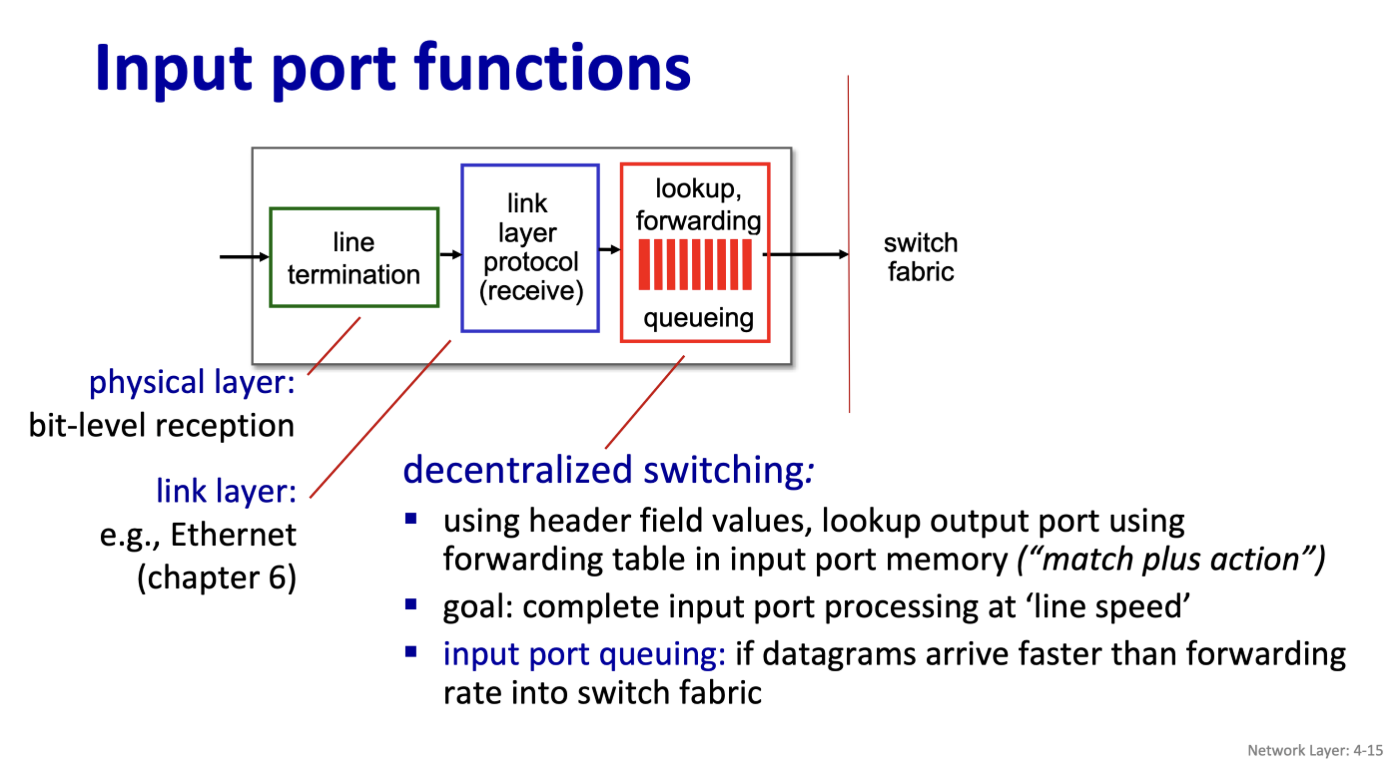 Input port functions
line
termination
link
layer
protocol
(receive)
lookup,
forwarding
queueing
switch
fabric
physical layer:
bit-level reception
link layer:
e.g., Ethernet
(chapter 6)
decentralized switching:
▪ using header field values, lookup output port using
forwarding table in input port memory (“match plus action”)
▪ goal: complete input port processing at ‘line speed’
▪ input port queuing: if datagrams arrive faster than forwarding
rate into switch fabric
Network Layer: 4-15